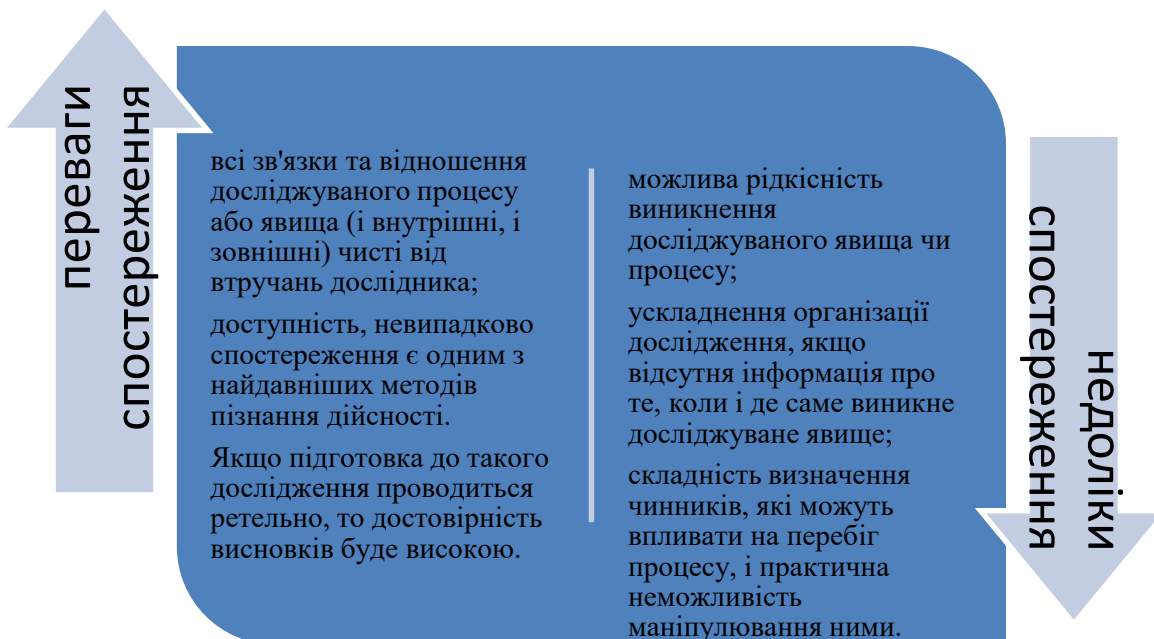 переваги
спостереження
всі зв'язки та відношення
досліджуваного процесу
або явища (і внутрішні, і
зовнішні) чисті від
втручань дослідника;
доступність, невипадково
спостереження є одним з
найдавніших методів
пізнання дійсності.
Якщо підготовка до такого
дослідження проводиться
ретельно, то достовірність
висновків буде високою.
можлива рідкісність
виникнення
досліджуваного явища чи
процесу;
ускладнення організації
дослідження, якщо
відсутня інформація про
те, коли і де саме виникне
досліджуване явище;
складність визначення
чинників, які можуть
впливати на перебіг
процесу, і практична
неможливість
маніпулювання ними.
недоліки
спостереження